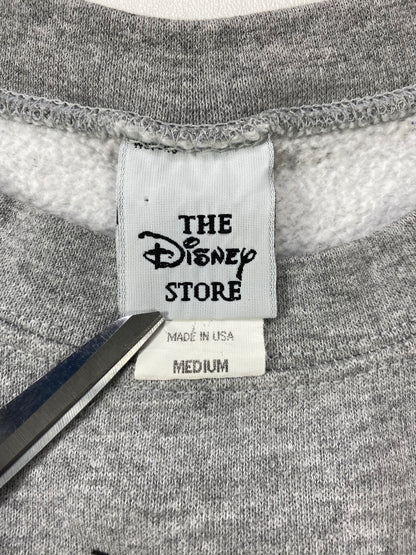 THE
Disney
STORE
MADE IN USA
MEDIUM